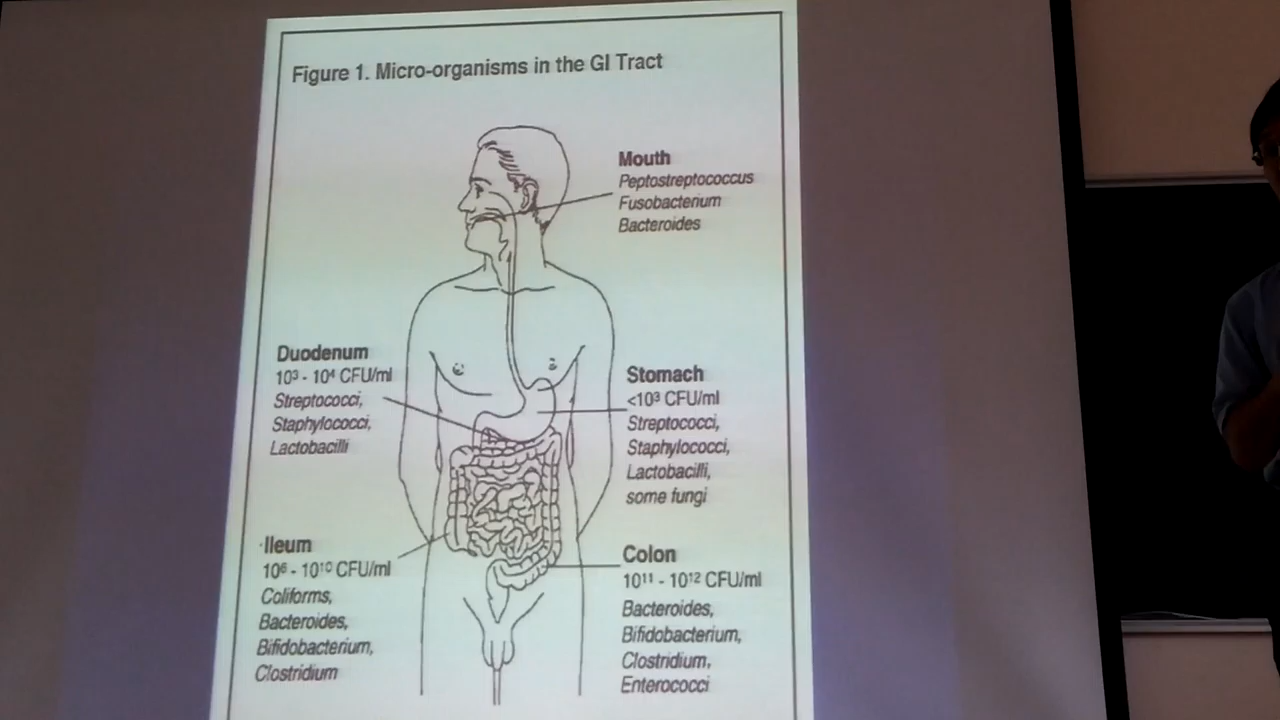 Figure 1. Micro-organisms in the GI Tract
Mouth
Peptostreptococcus
Fusobacterium
Bacteroides
Duodenum
10³ - 10⁴ CFU/ml
Streptococci,
Staphylococci,
Lactobacilli
Stomach
<10³ CFU/ml
Streptococci,
Staphylococci,
Lactobacilli,
some fungi
Ileum
10⁶ - 10¹⁰ CFU/ml
Coliforms,
Bacteroides,
Bifidobacterium,
Clostridium
Colon
10¹¹ - 10¹² CFU/ml
Bacteroides,
Bifidobacterium,
Clostridium,
Enterococci